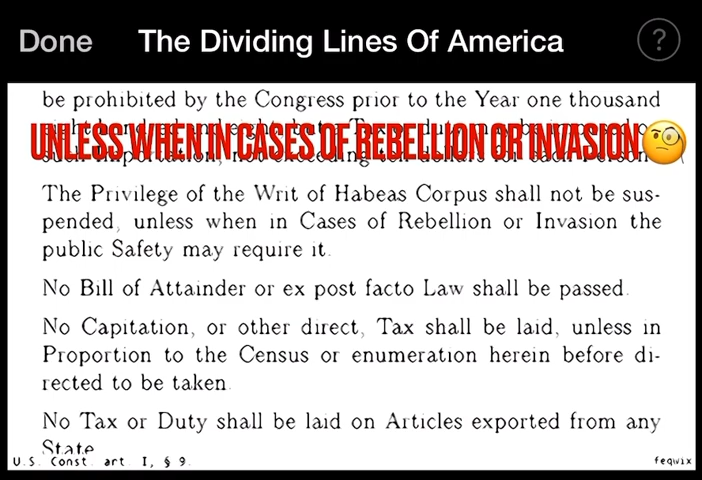 Done The Dividing Lines Of America ?
be prohibited by the Congress prior to the Year one thousand
UNLESS WHEN IN CASES OF REBELLION OR INVASION
The Privilege of the Writ of Habeas Corpus shall not be sus-
pended, unless when in Cases of Rebellion or Invasion the
public Safety may require it.
No Bill of Attainder or ex post facto Law shall be passed.
No Capitation, or other direct, Tax shall be laid, unless in
Proportion to the Census or enumeration herein before di-
rected to be taken.
No Tax or Duty shall be laid on Articles exported from any
State
U.S. Const. art. I, § 9. feqwix